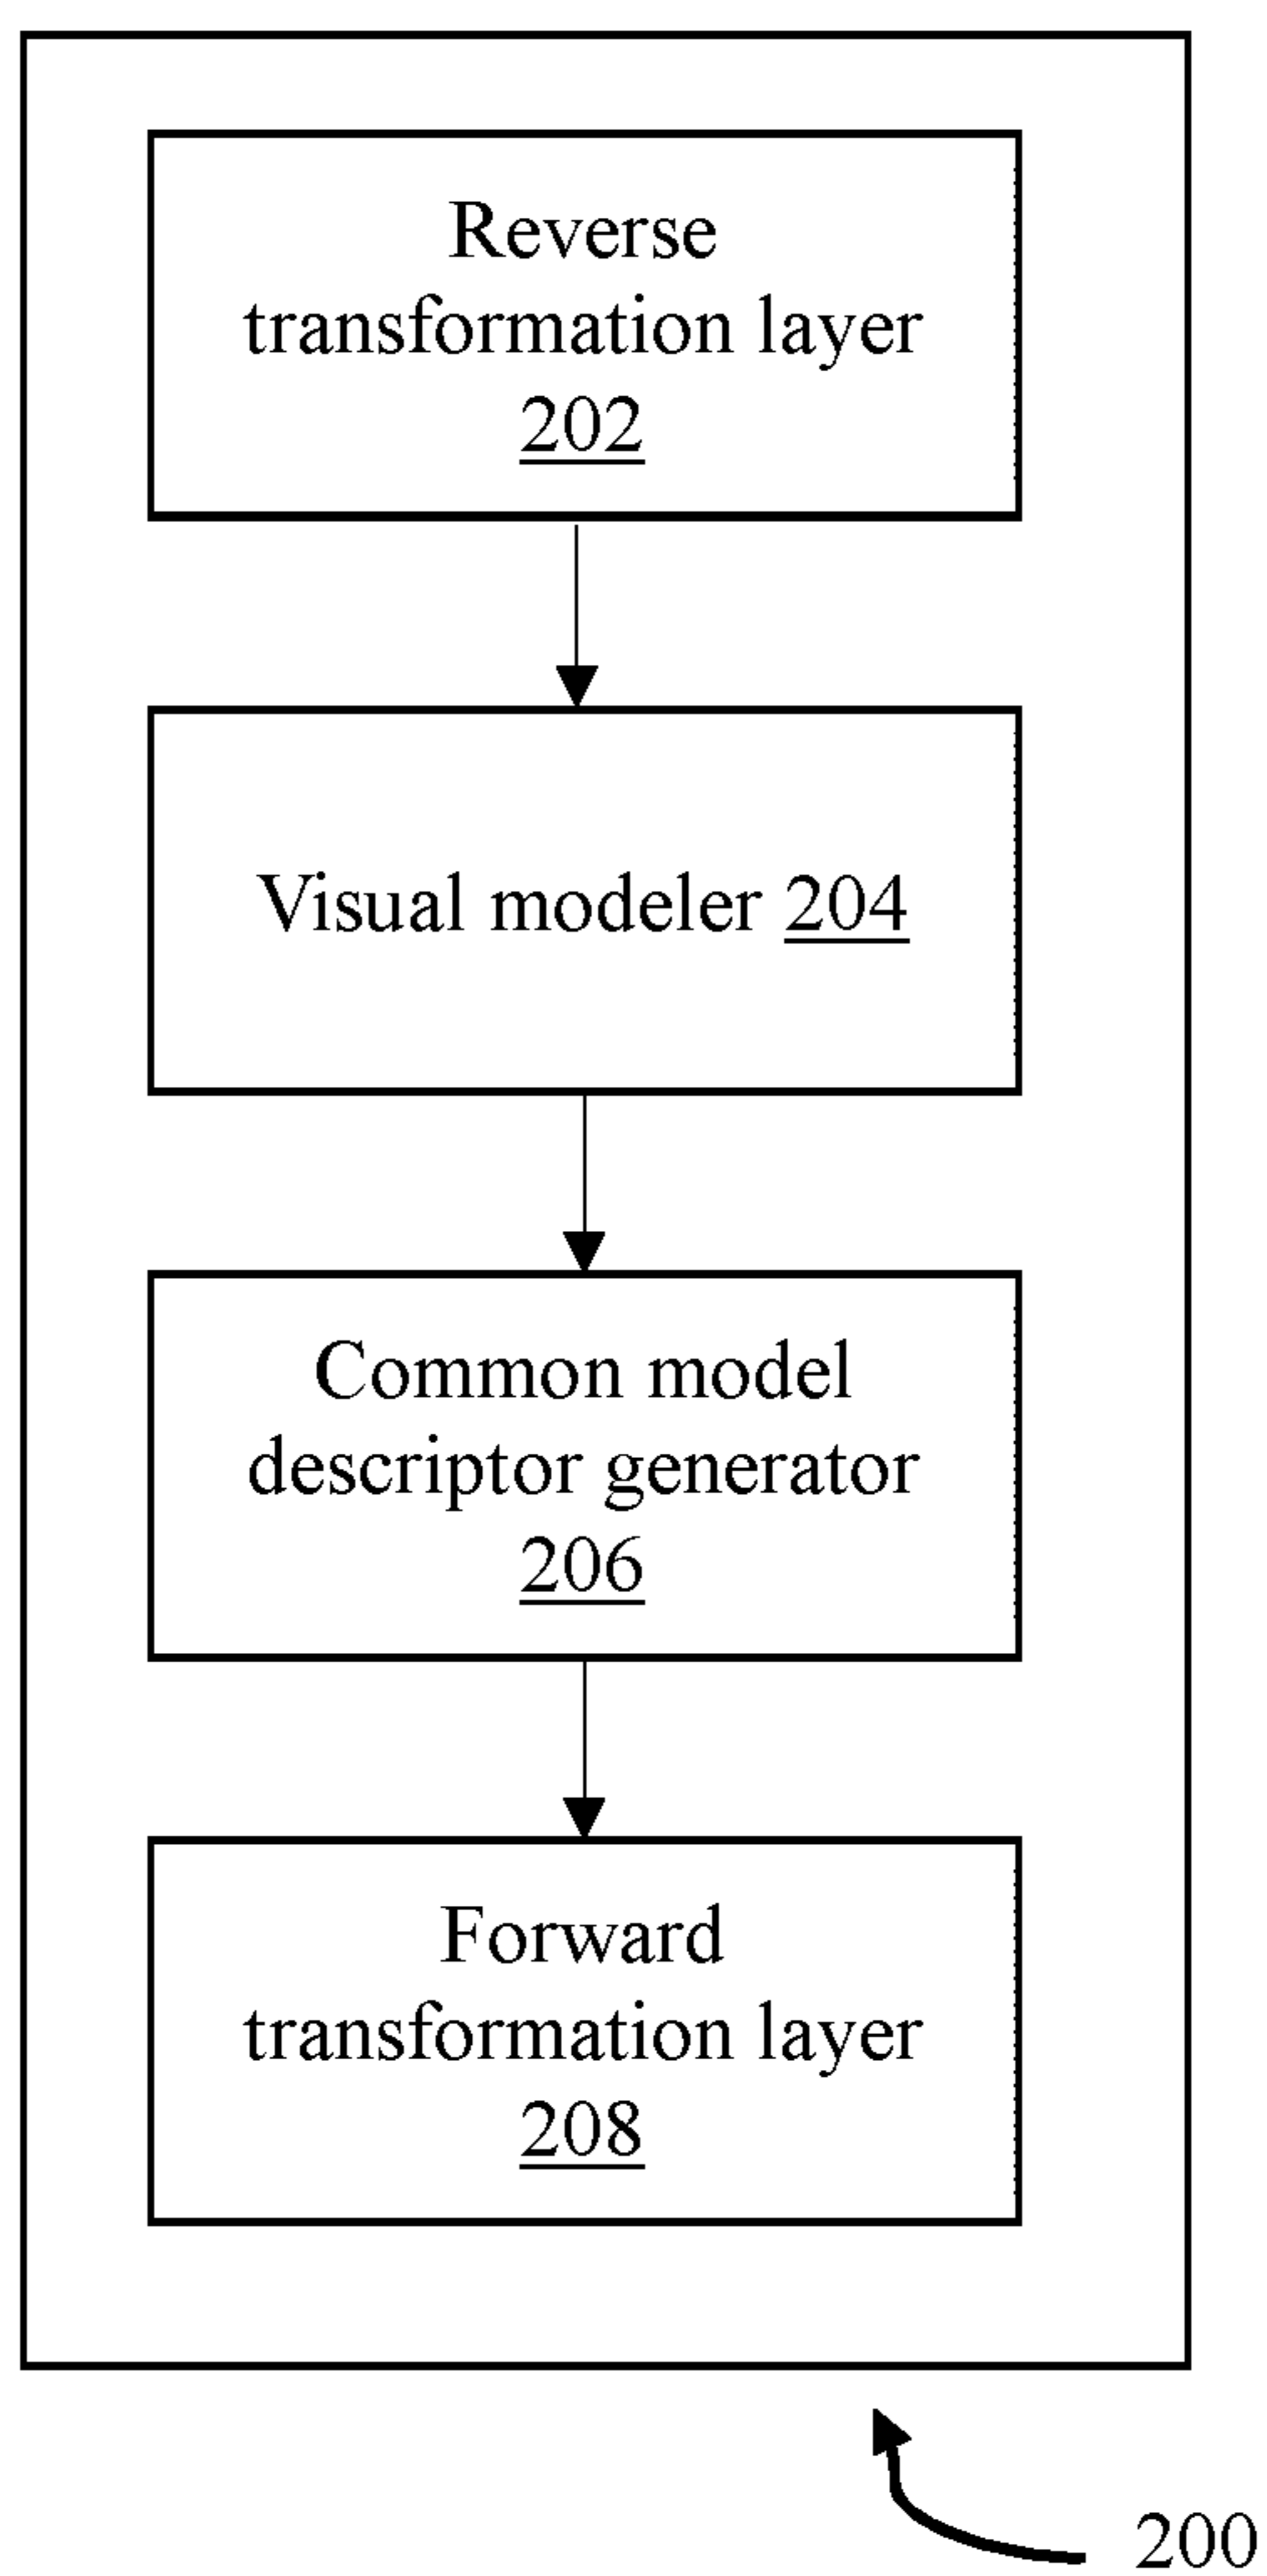 Reverse
transformation layer
202
Visual modeler 204
Common model
descriptor generator
206
Forward
transformation layer
208
200